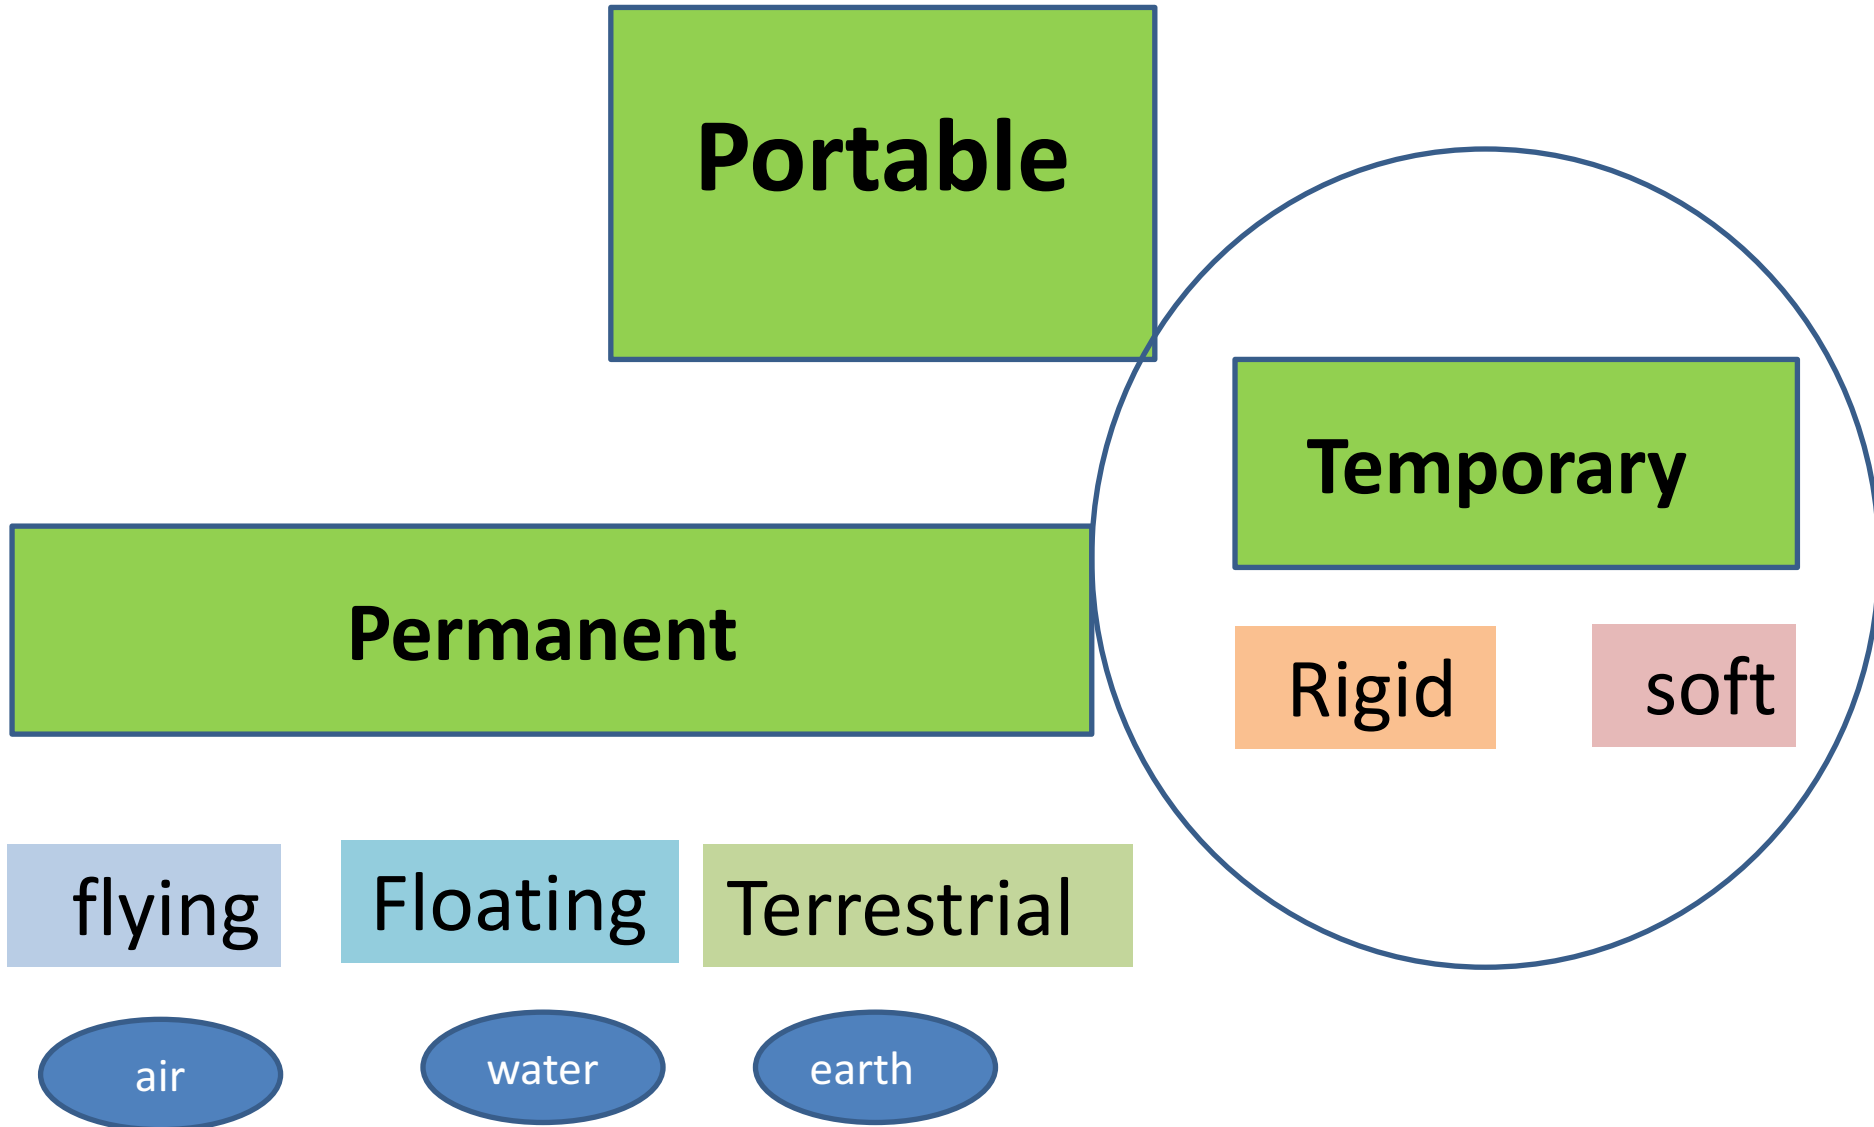 Portable
Temporary
Permanent
Rigid
soft
flying
Floating
Terrestrial
air
water
earth